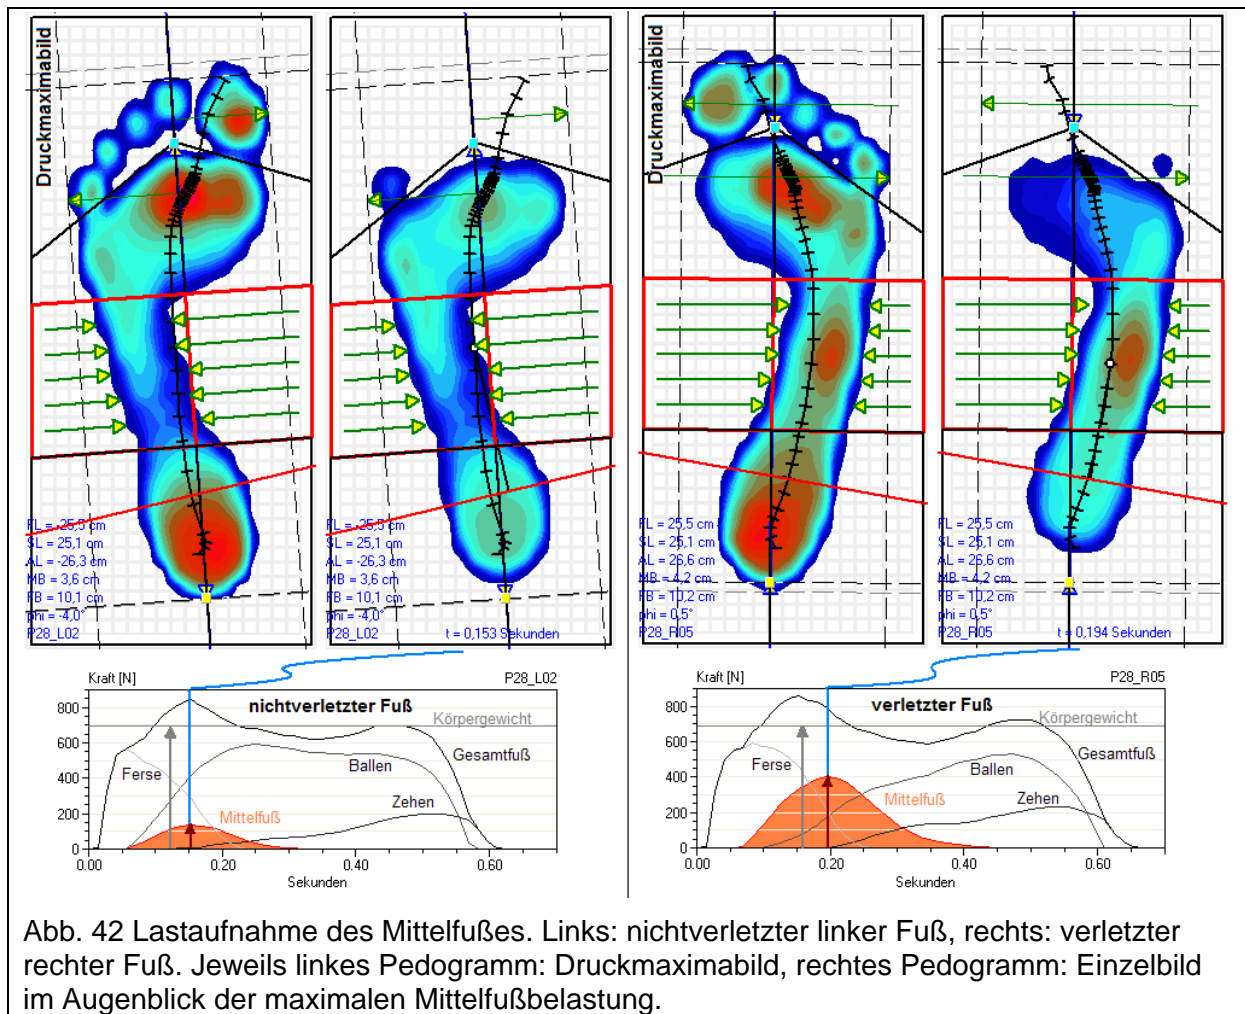 Druckmaximabild
FL = -25,5 cm
SL = 25,1 cm
AL = -26,3 cm
MB = 3,6 cm
FB = 10,1 cm
phi = -4,0°
P28_L02
FL = -25,5 cm
SL = 25,1 cm
AL = -26,3 cm
MB = 3,6 cm
FB = 10,1 cm
phi = -4,0°
P28_L02
t = 0,153 Sekunden
Druckmaximabild
FL = 25,5 cm
SL = 25,1 cm
AL = 26,6 cm
MB = 4,2 cm
FB = 10,2 cm
phi = 0,5°
P28_R05
FL = 25,5 cm
SL = 25,1 cm
AL = 26,6 cm
MB = 4,2 cm
FB = 10,2 cm
phi = 0,5°
P28_R05
t = 0,194 Sekunden
Kraft [N]
P28_L02
nichtverletzter Fuß
Körpergewicht
Gesamtfuß
Ferse
Ballen
Zehen
Mittelfuß
800
600
400
200
0
0.00 0.20 0.40 0.60
Sekunden
Kraft [N]
P28_R05
verletzter Fuß
Körpergewicht
Gesamtfuß
Ferse
Ballen
Zehen
Mittelfuß
800
600
400
200
0
0.00 0.20 0.40 0.60
Sekunden
Abb. 42 Lastaufnahme des Mittelfußes. Links: nichtverletzter linker Fuß, rechts: verletzter
rechter Fuß. Jeweils linkes Pedogramm: Druckmaximabild, rechtes Pedogramm: Einzelbild
im Augenblick der maximalen Mittelfußbelastung.